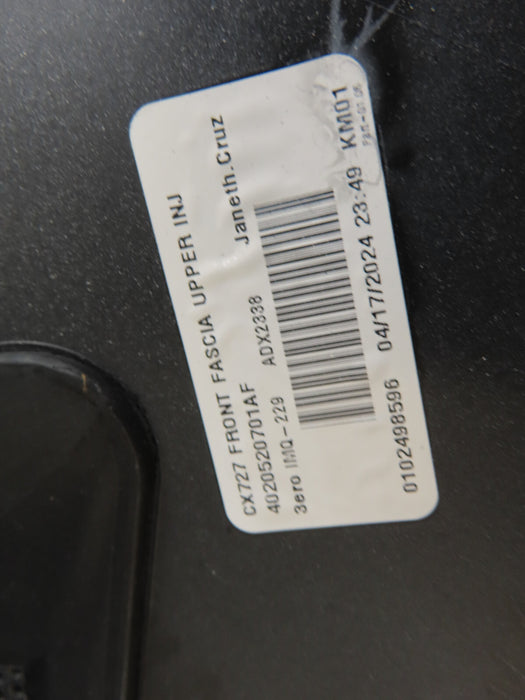 CX727 FRONT FASCIA UPPER INJ
4020520701AF Janeth.Cruz
3ero IMQ-229 ADX2338
0102498596 04/17/2024 23:49 KM01